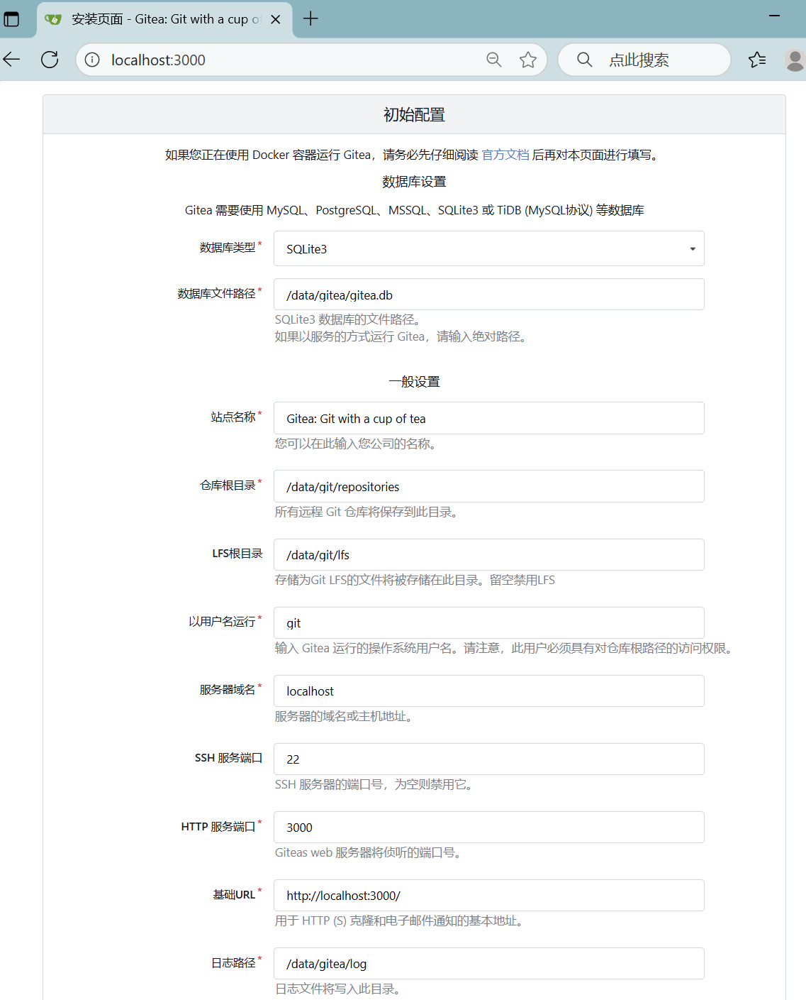 安装页面 - Gitea: Git with a cup o
localhost:3000
点此搜索
初始配置
如果您正在使用 Docker 容器运行 Gitea，请务必先仔细阅读 官方文档 后再对本页面进行填写。
数据库设置
Gitea 需要使用 MySQL、PostgreSQL、MSSQL、SQLite3 或 TiDB (MySQL协议) 等数据库
数据库类型*
SQLite3
数据库文件路径*
/data/gitea/gitea.db
SQLite3 数据库的文件路径。
如果以服务的方式运行 Gitea，请输入绝对路径。
一般设置
站点名称*
Gitea: Git with a cup of tea
您可以在此输入您公司的名称。
仓库根目录*
/data/git/repositories
所有远程 Git 仓库将保存到此目录。
LFS根目录
/data/git/lfs
存储为Git LFS的文件将被存储在此目录。留空禁用LFS
以用户名运行*
git
输入 Gitea 运行的操作系统用户名。请注意，此用户必须具有对仓库根路径的访问权限。
服务器域名*
localhost
服务器的域名或主机地址。
SSH 服务端口
22
SSH 服务器的端口号，为空则禁用它。
HTTP 服务端口*
3000
Giteas web 服务器将侦听的端口号。
基础URL*
http://localhost:3000/
用于 HTTP (S) 克隆和电子邮件通知的基本地址。
日志路径*
/data/gitea/log
日志文件将写入此目录。